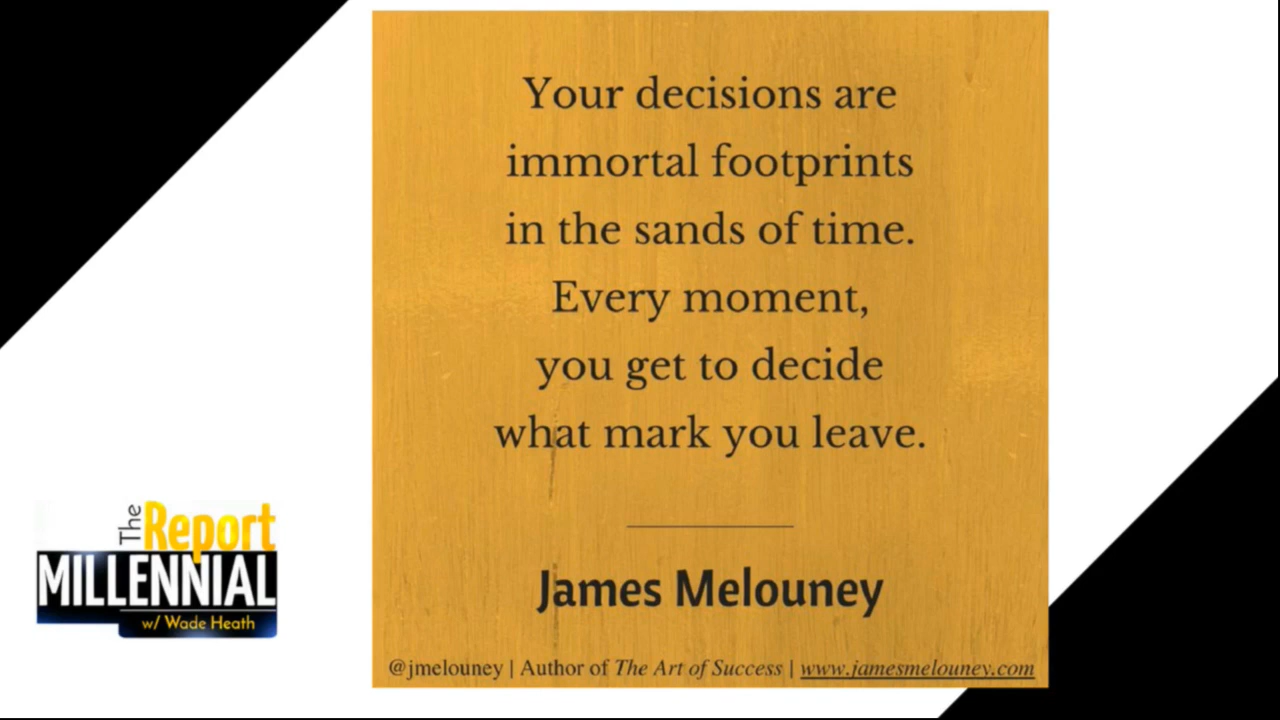 Your decisions are
immortal footprints
in the sands of time.
Every moment,
you get to decide
what mark you leave.
James Melouney
@jmelouney | Author of The Art of Success | www.jamesmelouney.com
The Report
MILLENNIAL
w/ Wade Heath